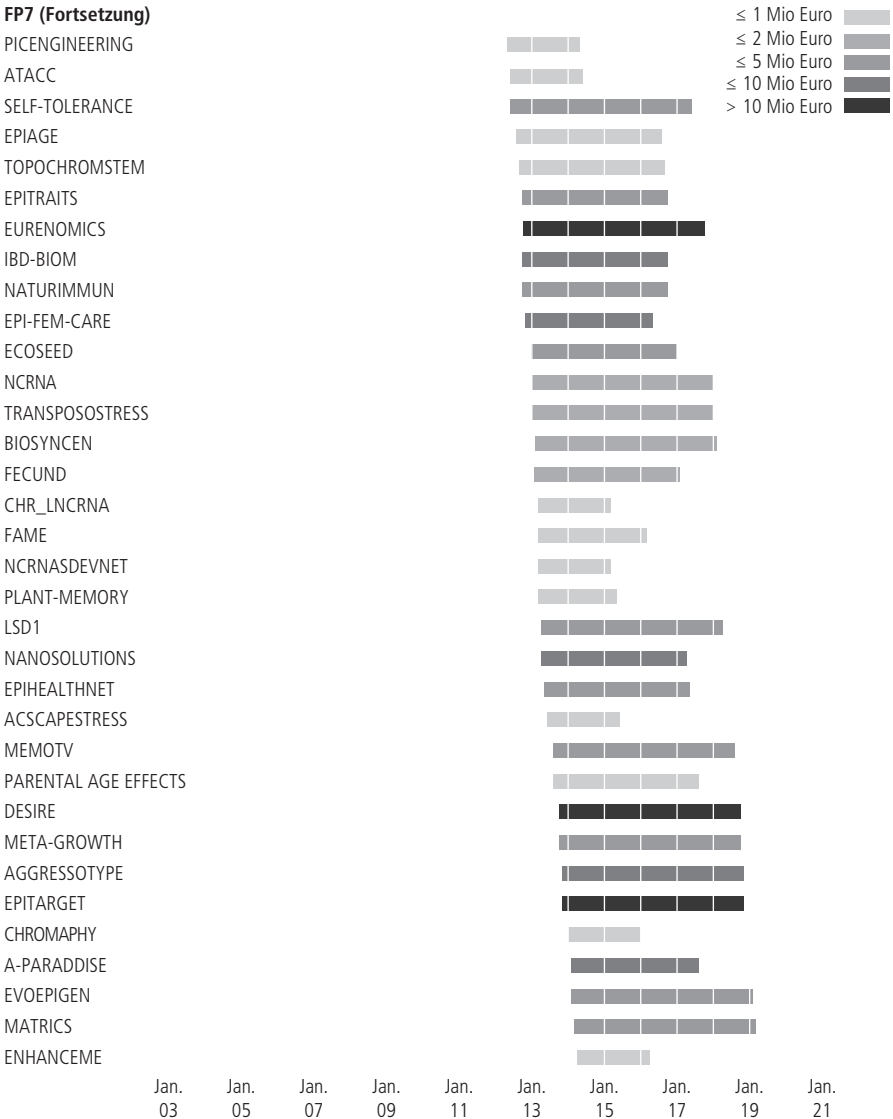 FP7 (Fortsetzung)
≤ 1 Mio Euro
≤ 2 Mio Euro
≤ 5 Mio Euro
≤ 10 Mio Euro
> 10 Mio Euro
PICENGINEERING
ATACC
SELF-TOLERANCE
EPIAGE
TOPOCHROMSTEM
EPITRAITS
EURENOMICS
IBD-BIOM
NATURIMMUN
EPI-FEM-CARE
ECOSEED
NCRNA
TRANSPOSOSTRESS
BIOSYNCEN
FECUND
CHR_LNCRNA
FAME
NCRNASDEVNET
PLANT-MEMORY
LSD1
NANOSOLUTIONS
EPIHEALTHNET
ACSCAPESTRESS
MEMOTV
PARENTAL AGE EFFECTS
DESIRE
META-GROWTH
AGGRESSOTYPE
EPITARGET
CHROMAPHY
A-PARADDISE
EVOEPIGEN
MATRICS
ENHANCEME
Jan. Jan. Jan. Jan. Jan. Jan. Jan. Jan. Jan. Jan.
03 05 07 09 11 13 15 17 19 21